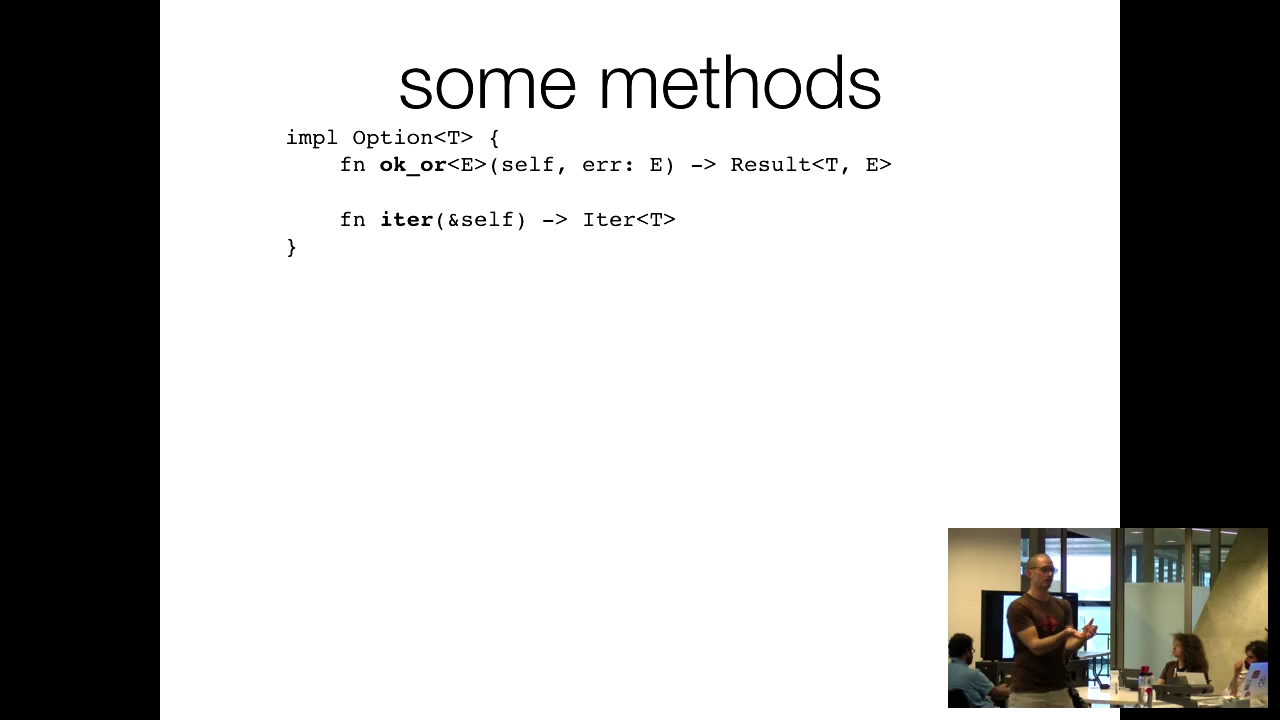 some methods
impl Option<T> {
    fn ok_or<E>(self, err: E) -> Result<T, E>
    fn iter(&self) -> Iter<T>
}